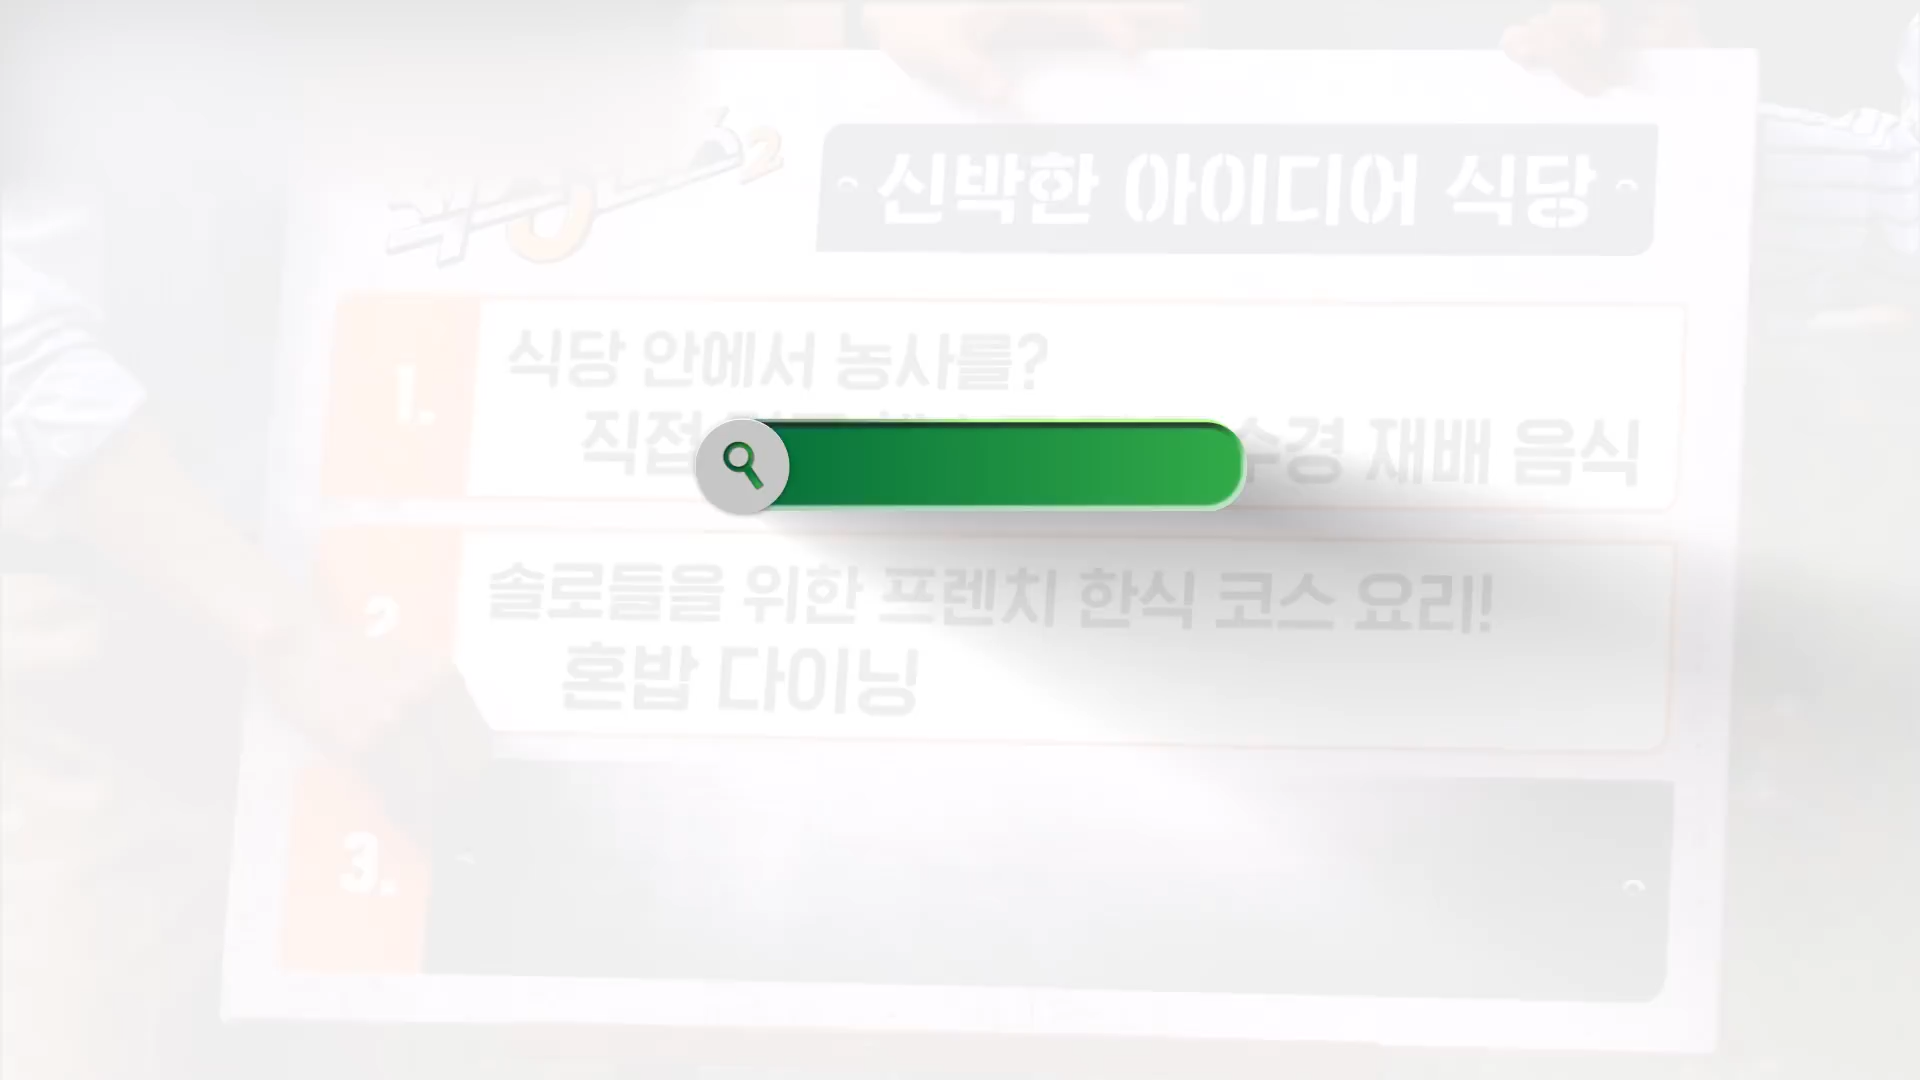 신박한 아이디어 식당
1. 식당 안에서 농사를?
직접 수경 재배 음식
2 솔로들을 위한 프렌치 한식 코스 요리!
혼밥 다이닝
3.